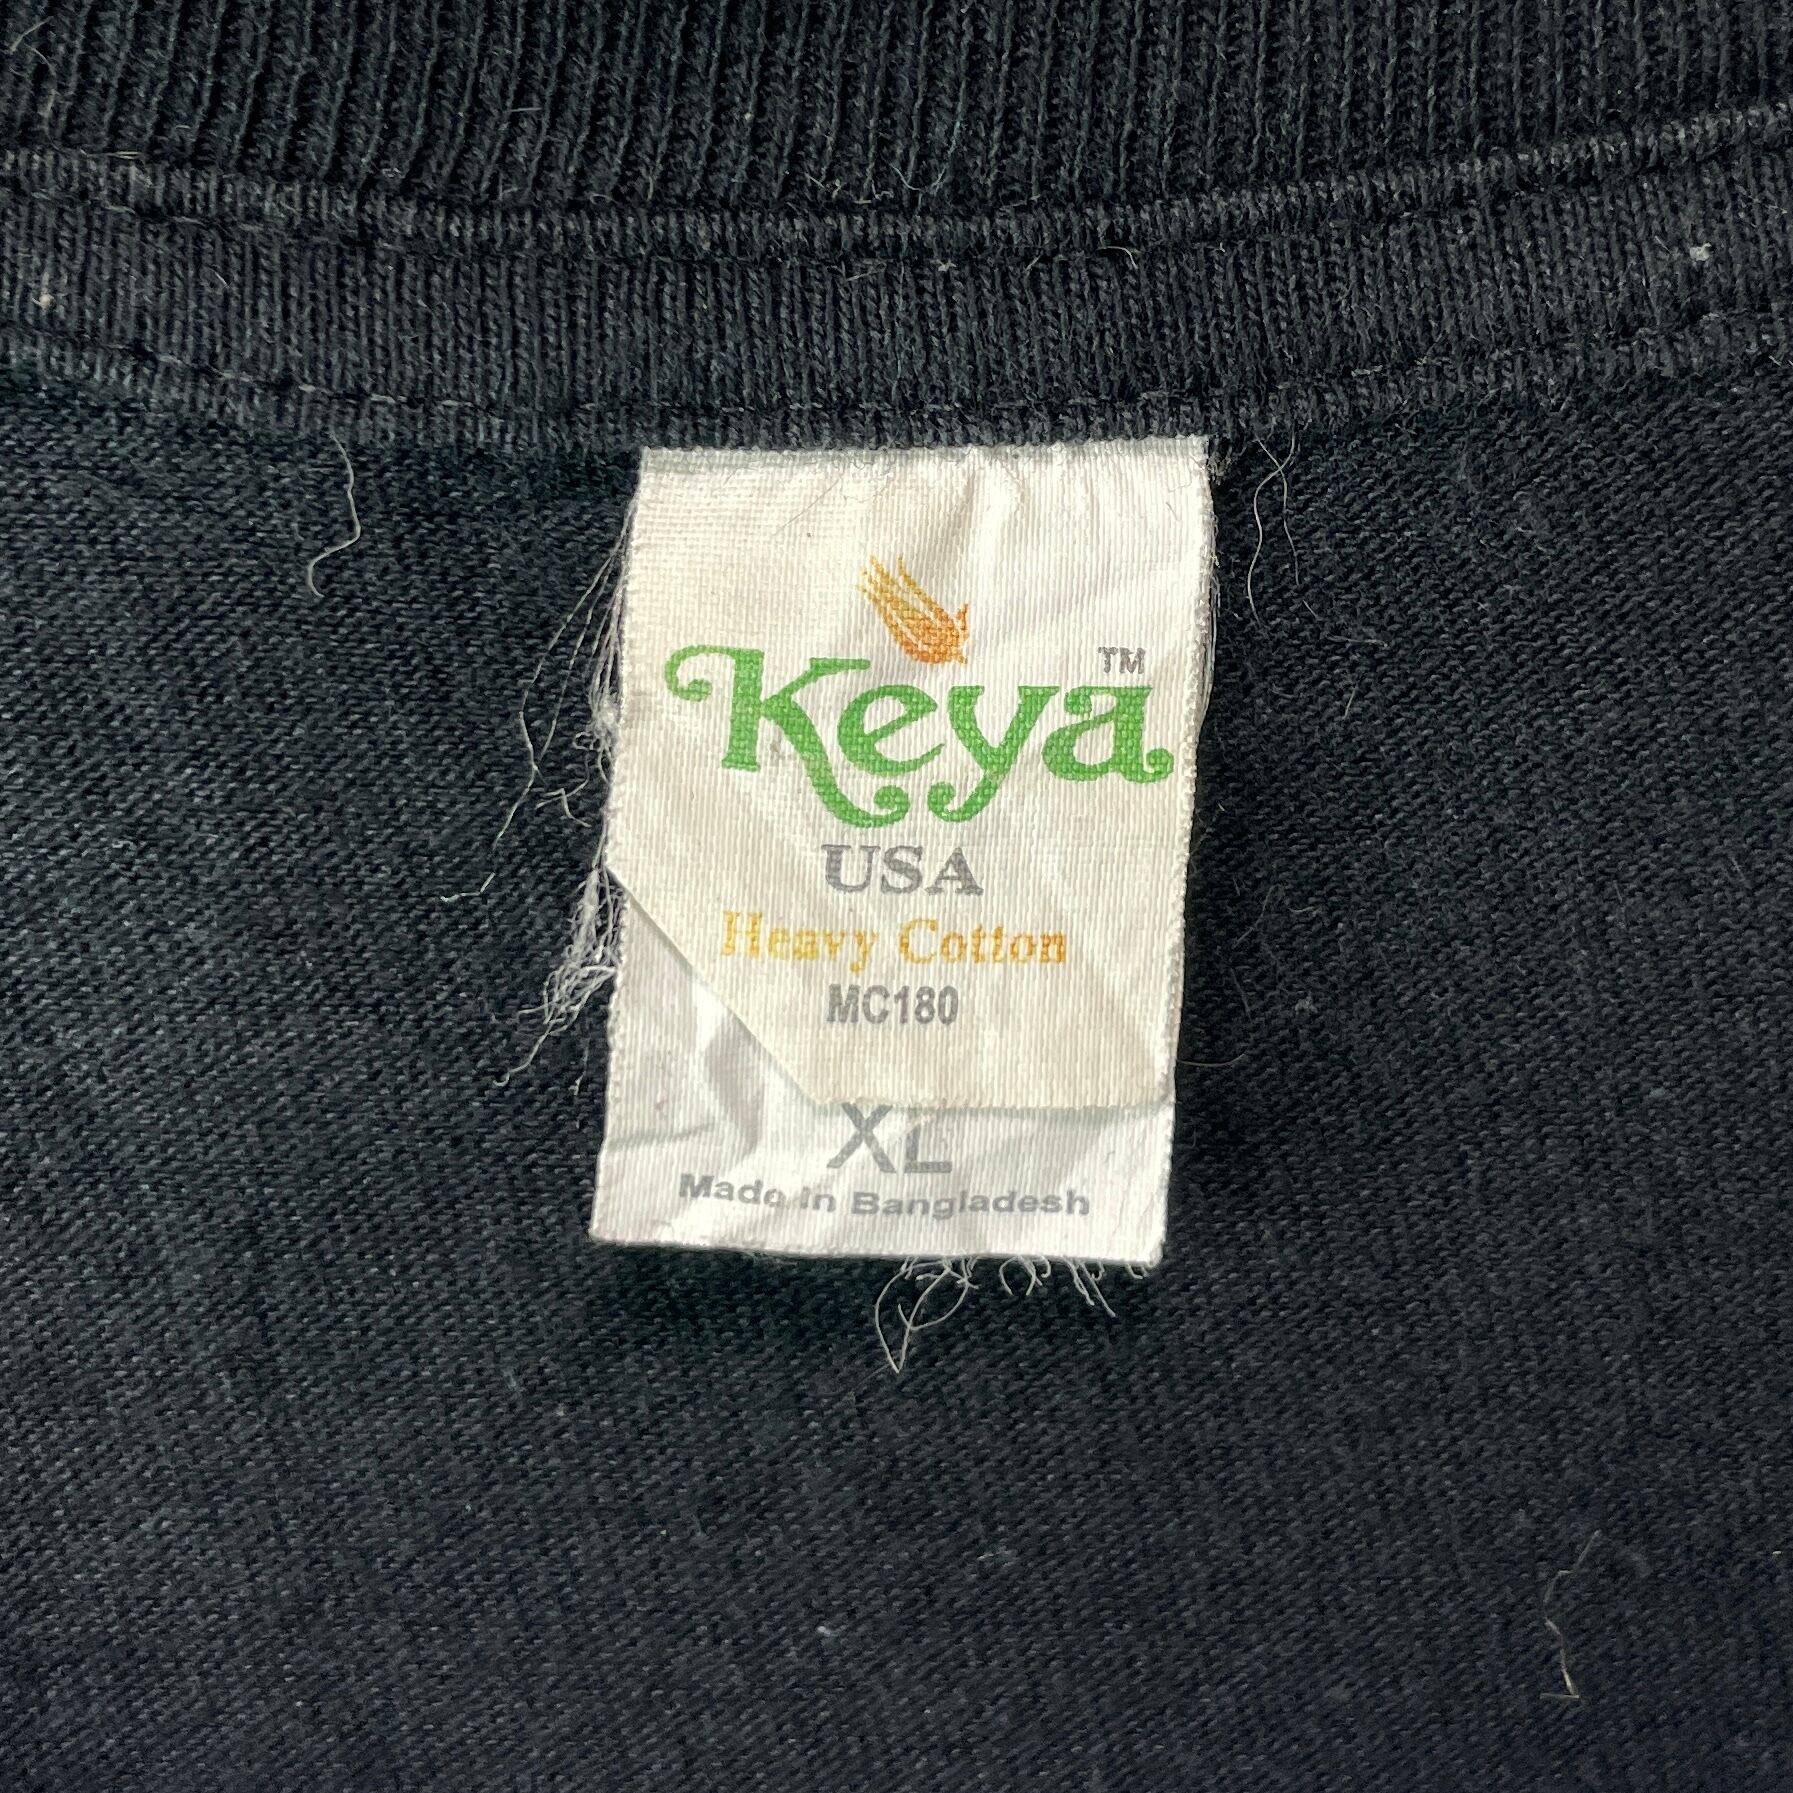 Keya™
USA
Heavy Cotton
MC180
XL
Made in Bangladesh